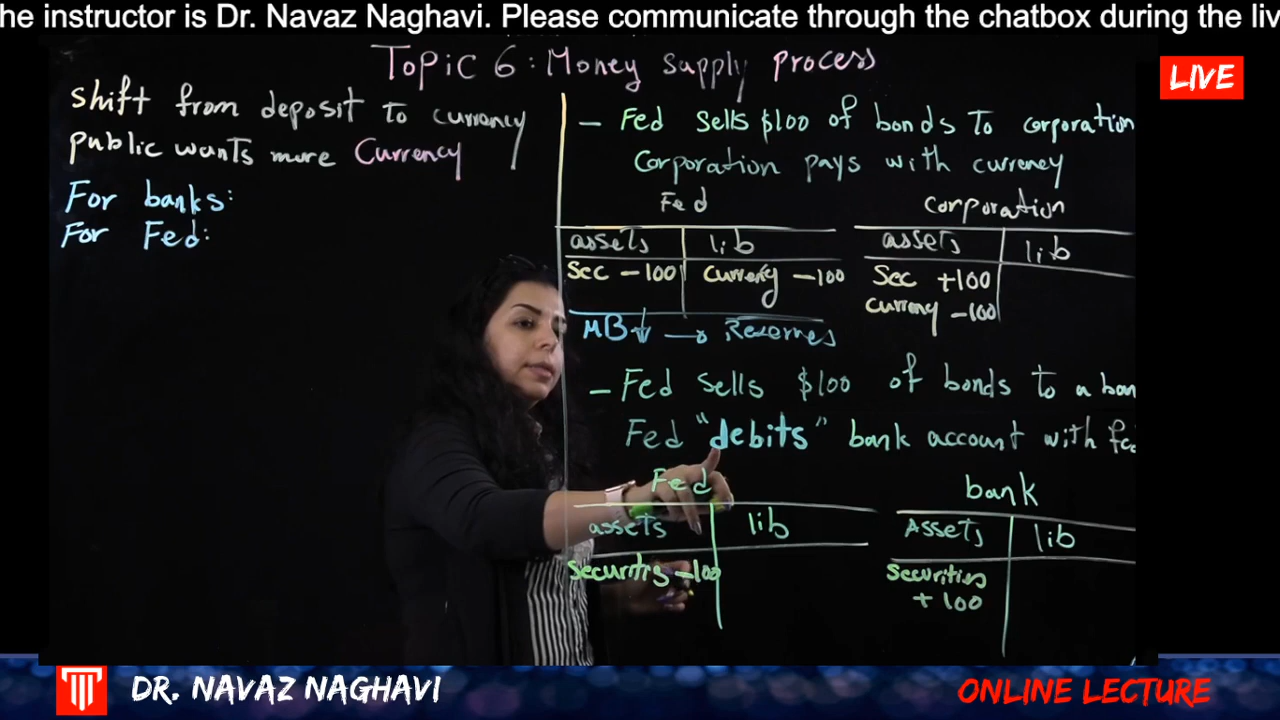 he instructor is Dr. Navaz Naghavi. Please communicate through the chatbox during the liv
LIVE
Topic 6: Money supply process
shift from deposit to currency
public wants more Currency
For banks:
For Fed:
- Fed sells $100 of bonds to corporation
Corporation pays with currency
Fed
assets lib
Sec -100 Currency -100
corporation
assets lib
Sec +100
Currency -100
MB↓ → Reserves
- Fed sells $100 of bonds to a ban
Fed "debits" bank account with fe
Fed
assets lib
Securities -100
bank
Assets lib
Securities
+ 100
DR. NAVAZ NAGHAVI
ONLINE LECTURE